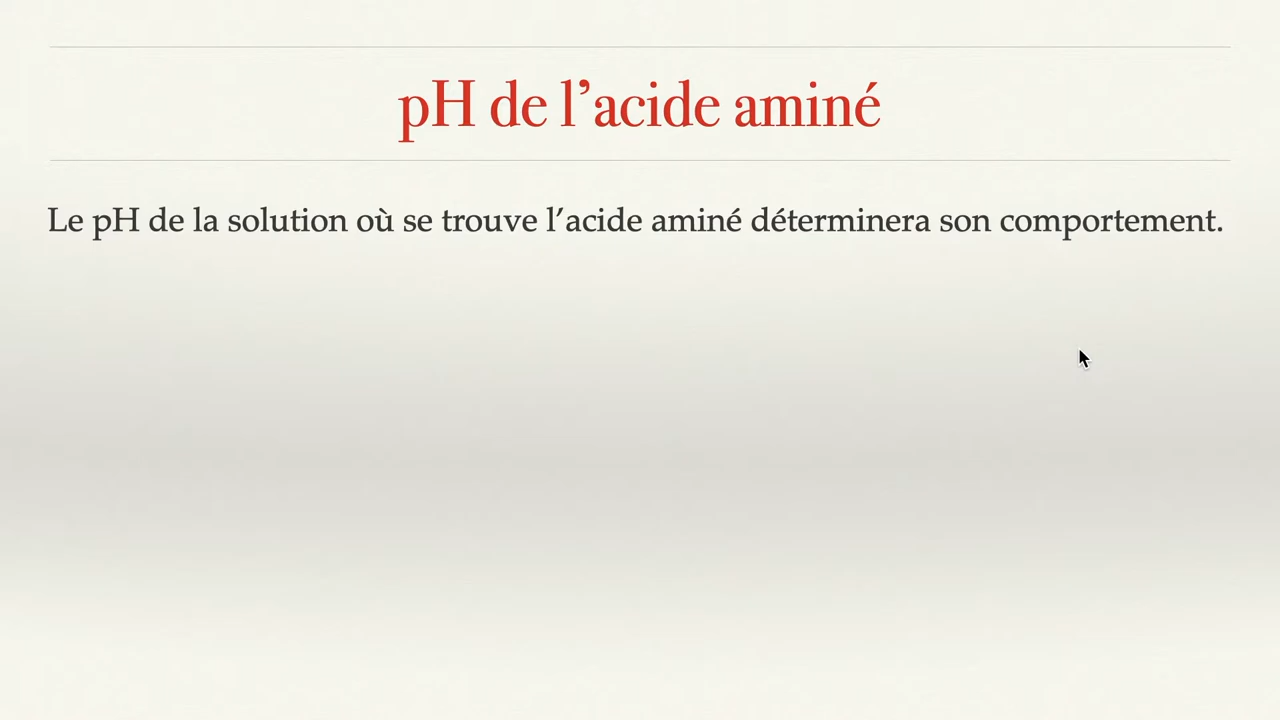 pH de l’acide aminé
Le pH de la solution où se trouve l’acide aminé déterminera son comportement.